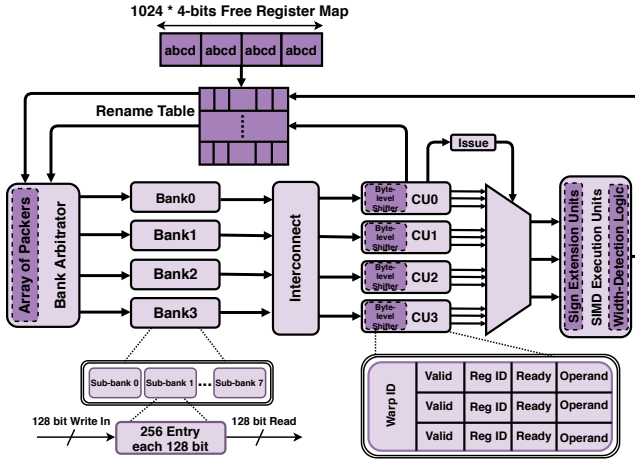 1024 * 4-bits Free Register Map
abcd abcd abcd abcd
Rename Table
Issue
Array of Packers
Bank Arbitrator
Bank0
Bank1
Bank2
Bank3
Interconnect
Byte-
level
Shifter
CU0
Byte-
level
Shifter
CU1
Byte-
level
Shifter
CU2
Byte-
level
Shifter
CU3
Sign Extension Units
SIMD Execution Units
Width-Detection Logic
Sub-bank 0 Sub-bank 1 ... Sub-bank 7
128 bit Write In
256 Entry
each 128 bit
128 bit Read
Warp ID
Valid Reg ID Ready Operand
Valid Reg ID Ready Operand
Valid Reg ID Ready Operand